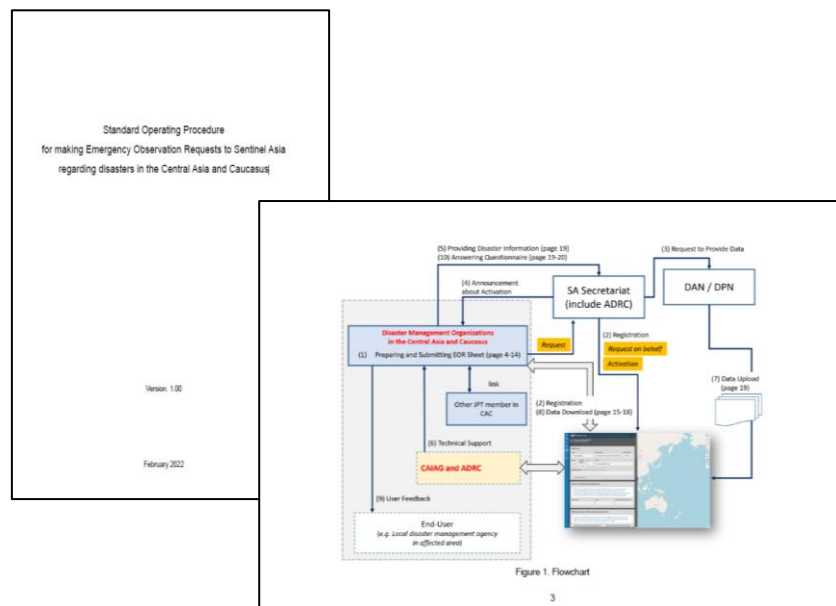 Standard Operating Procedure
for making Emergency Observation Requests to Sentinel Asia
regarding disasters in the Central Asia and Caucasus
Version. 1.00
February 2022
(5) Providing Disaster Information (page 19)
(10) Answering Questionnaire (page 19-20)
(3) Request to Provide Data
(4) Announcement
about Activation
SA Secretariat
(include ADRC)
DAN / DPN
Disaster Management Organizations
in the Central Asia and Caucasus
(1) Preparing and Submitting EOR Sheet (page 4-14)
Request
(2) Registration
Request on behalf
Activation
link
Other JPT member in
CAC
(2) Registration
(8) Data Download (page 15-18)
(7) Data Upload
(page 19)
(6) Technical Support
CAIAG and ADRC
(9) User Feedback
End-User
(e.g. Local disaster management agency
in affected area)
Figure 1. Flowchart
3